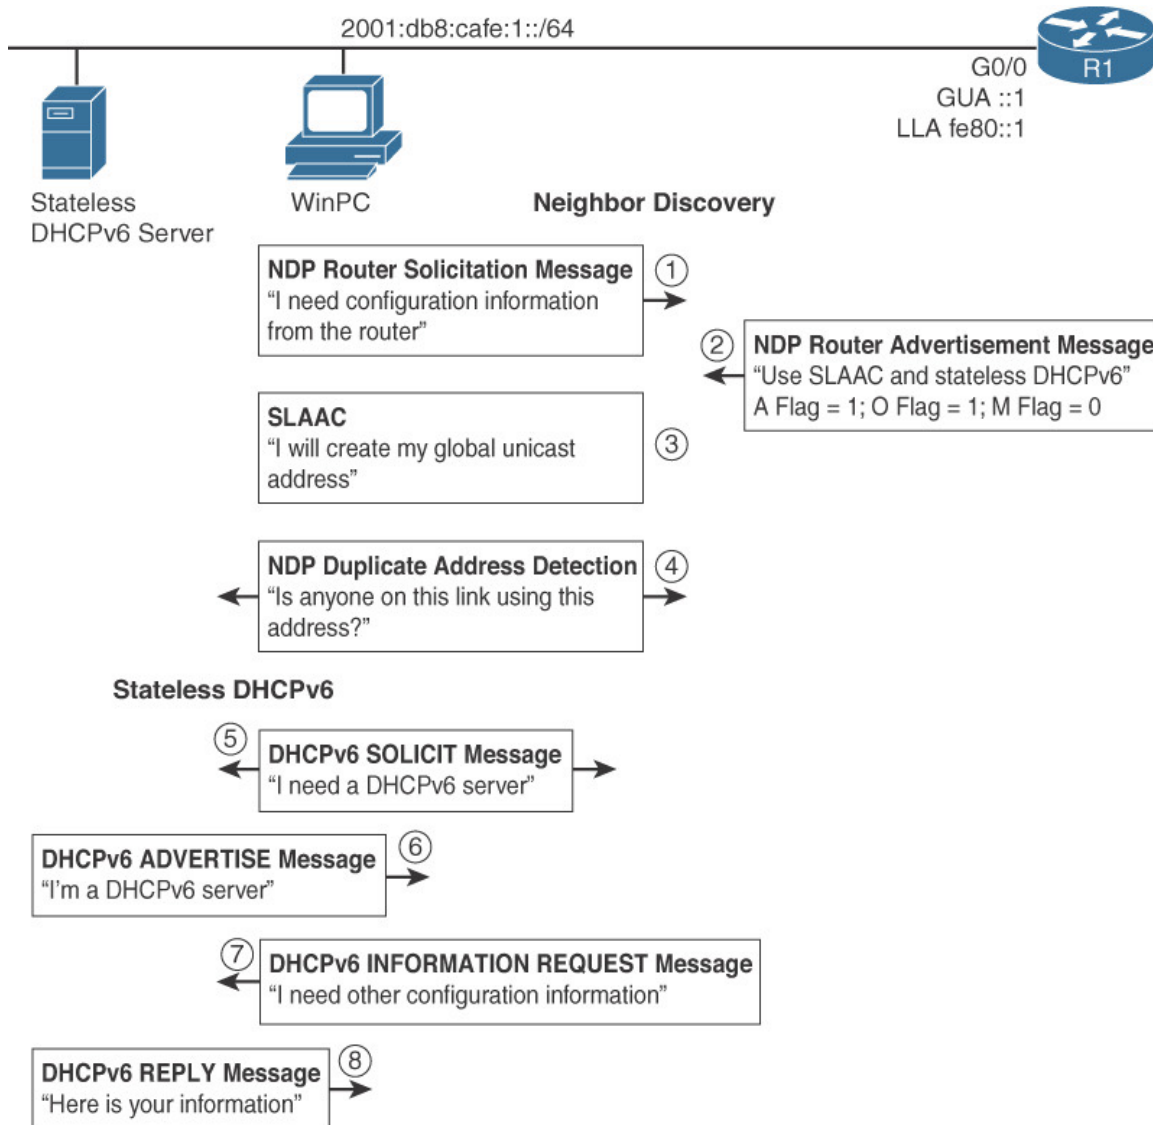 2001:db8:cafe:1::/64
R1
G0/0
GUA ::1
LLA fe80::1
Stateless
DHCPv6 Server
WinPC
Neighbor Discovery
NDP Router Solicitation Message
“I need configuration information
from the router”
1
2
NDP Router Advertisement Message
“Use SLAAC and stateless DHCPv6”
A Flag = 1; O Flag = 1; M Flag = 0
SLAAC
“I will create my global unicast
address”
3
NDP Duplicate Address Detection
“Is anyone on this link using this
address?”
4
Stateless DHCPv6
5
DHCPv6 SOLICIT Message
“I need a DHCPv6 server”
DHCPv6 ADVERTISE Message
“I’m a DHCPv6 server”
6
7
DHCPv6 INFORMATION REQUEST Message
“I need other configuration information”
DHCPv6 REPLY Message
“Here is your information”
8